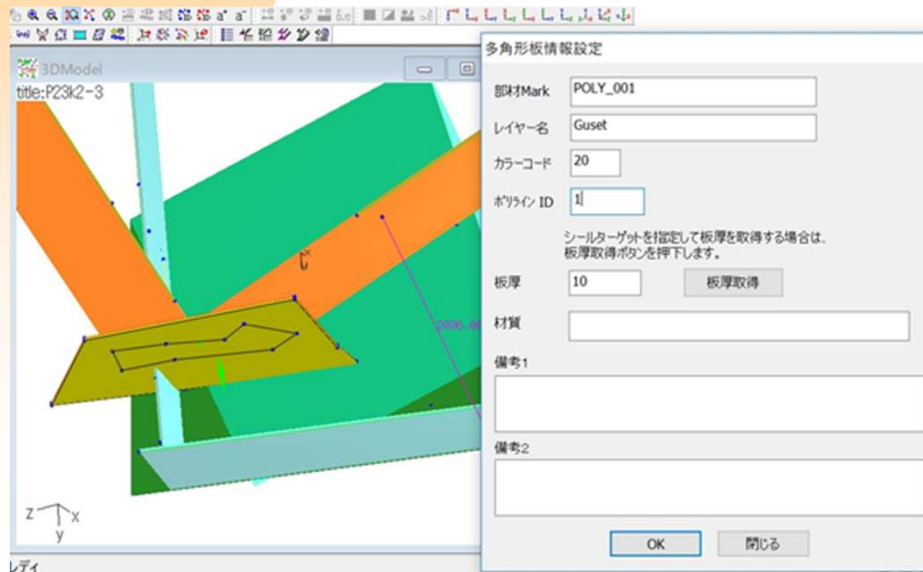 3DModel
title:P23k2-3
Z
x
y
レディ
多角形板情報設定
部材Mark
POLY_001
レイヤー名
Guset
カラーコード
20
ポリライン ID
1
シールターゲットを指定して板厚を取得する場合は、
板厚取得ボタンを押下します。
板厚
10
板厚取得
材質
備考1
備考2
OK
閉じる